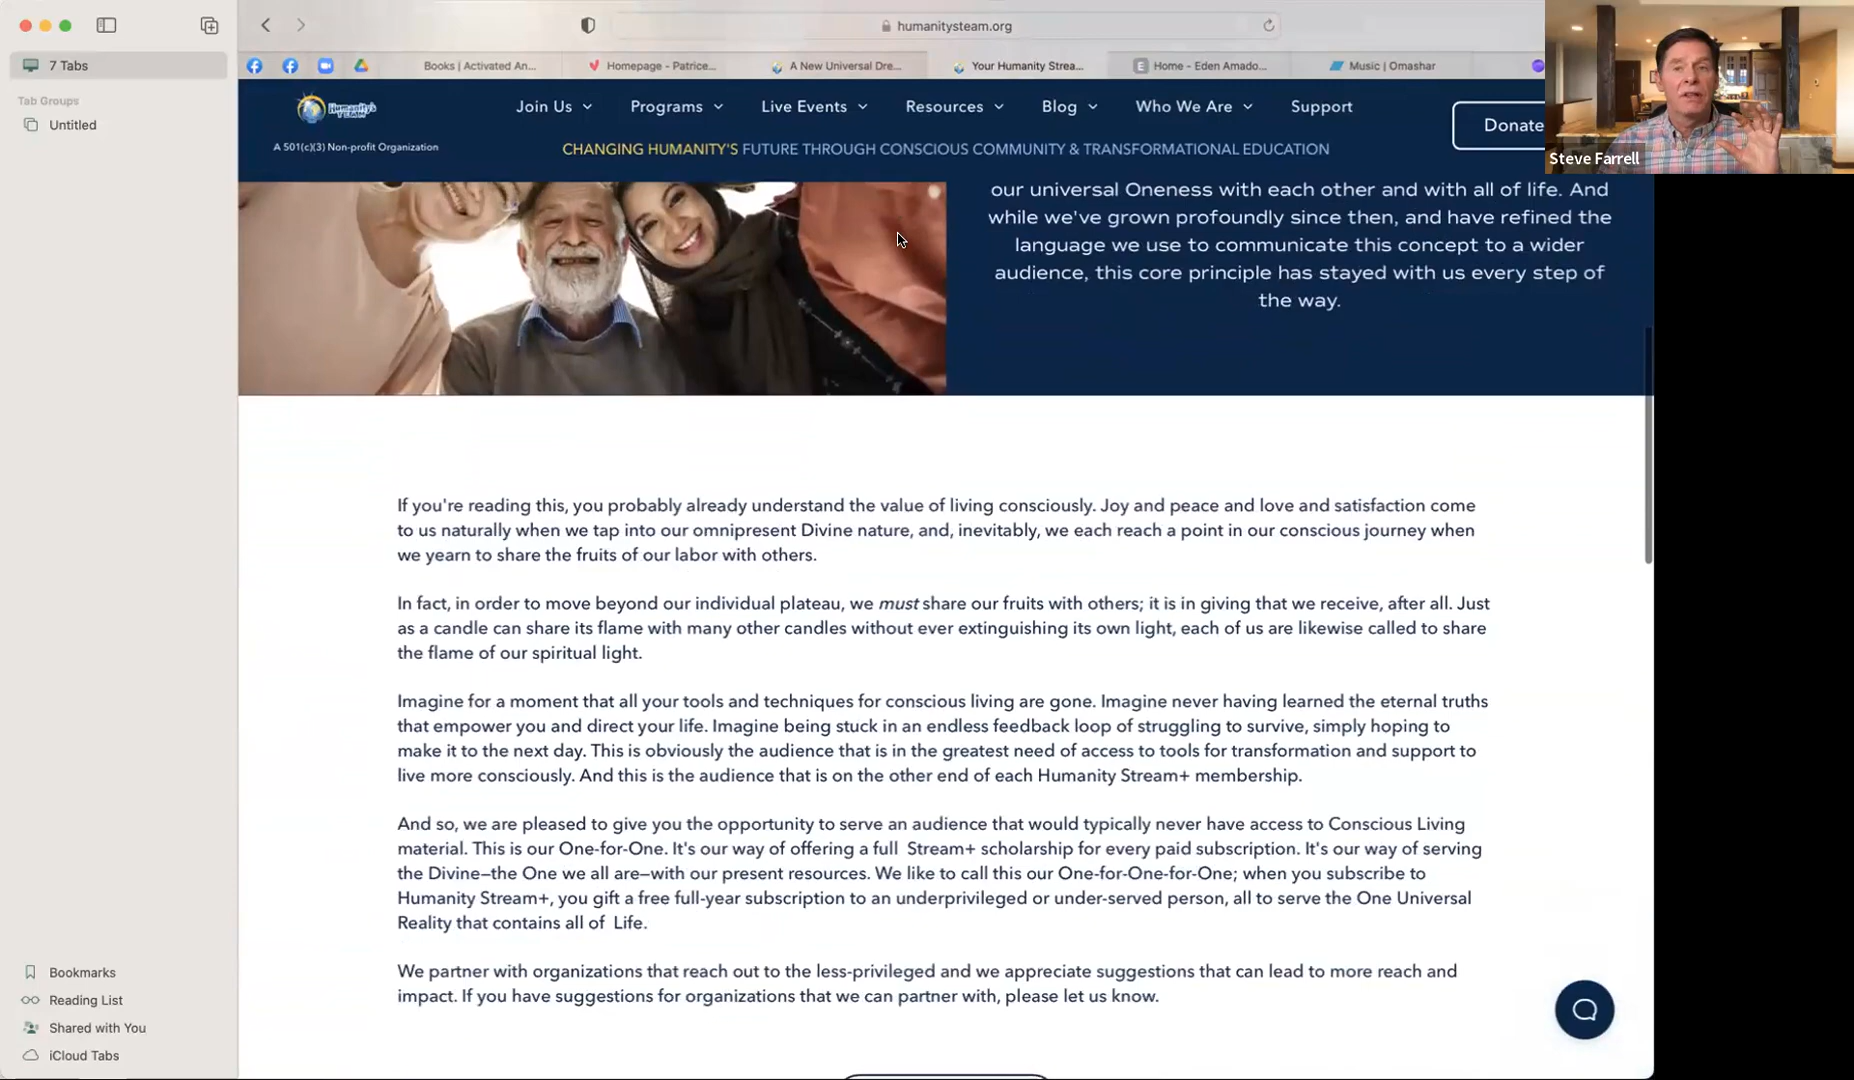 7 Tabs
Tab Groups
Untitled
Bookmarks
Reading List
Shared with You
iCloud Tabs
humanitysteam.org
Books | Activated An...
Homepage - Patrice...
A New Universal Dre...
Your Humanity Strea...
E Home - Eden Amado...
Music | Omashar
Humanity's
TEAM
A 501(c)(3) Non-profit Organization
Join Us
Programs
Live Events
Resources
Blog
Who We Are
Support
Donate
CHANGING HUMANITY'S FUTURE THROUGH CONSCIOUS COMMUNITY & TRANSFORMATIONAL EDUCATION
Steve Farrell
our universal Oneness with each other and with all of life. And
while we've grown profoundly since then, and have refined the
language we use to communicate this concept to a wider
audience, this core principle has stayed with us every step of
the way.
If you're reading this, you probably already understand the value of living consciously. Joy and peace and love and satisfaction come
to us naturally when we tap into our omnipresent Divine nature, and, inevitably, we each reach a point in our conscious journey when
we yearn to share the fruits of our labor with others.
In fact, in order to move beyond our individual plateau, we must share our fruits with others; it is in giving that we receive, after all. Just
as a candle can share its flame with many other candles without ever extinguishing its own light, each of us are likewise called to share
the flame of our spiritual light.
Imagine for a moment that all your tools and techniques for conscious living are gone. Imagine never having learned the eternal truths
that empower you and direct your life. Imagine being stuck in an endless feedback loop of struggling to survive, simply hoping to
make it to the next day. This is obviously the audience that is in the greatest need of access to tools for transformation and support to
live more consciously. And this is the audience that is on the other end of each Humanity Stream+ membership.
And so, we are pleased to give you the opportunity to serve an audience that would typically never have access to Conscious Living
material. This is our One-for-One. It's our way of offering a full Stream+ scholarship for every paid subscription. It's our way of serving
the Divine—the One we all are—with our present resources. We like to call this our One-for-One-for-One; when you subscribe to
Humanity Stream+, you gift a free full-year subscription to an underprivileged or under-served person, all to serve the One Universal
Reality that contains all of Life.
We partner with organizations that reach out to the less-privileged and we appreciate suggestions that can lead to more reach and
impact. If you have suggestions for organizations that we can partner with, please let us know.